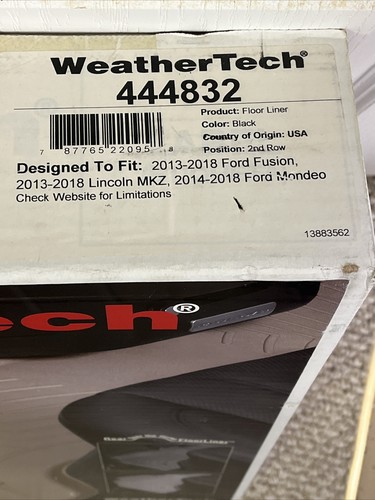 WeatherTech®
444832
Product: Floor Liner
Color: Black
Country of Origin: USA
Position: 2nd Row
7 87765 22095
Designed To Fit: 2013-2018 Ford Fusion,
2013-2018 Lincoln MKZ, 2014-2018 Ford Mondeo
Check Website for Limitations
13883562
ech®